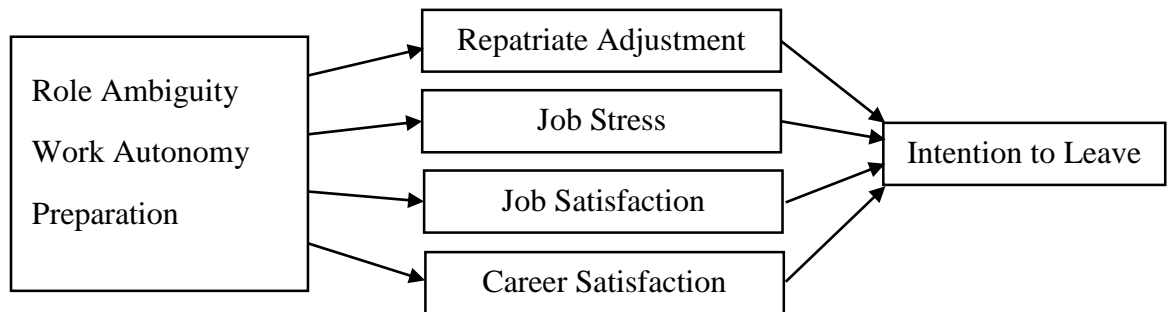 Role Ambiguity
Work Autonomy
Preparation
Repatriate Adjustment
Job Stress
Job Satisfaction
Career Satisfaction
Intention to Leave